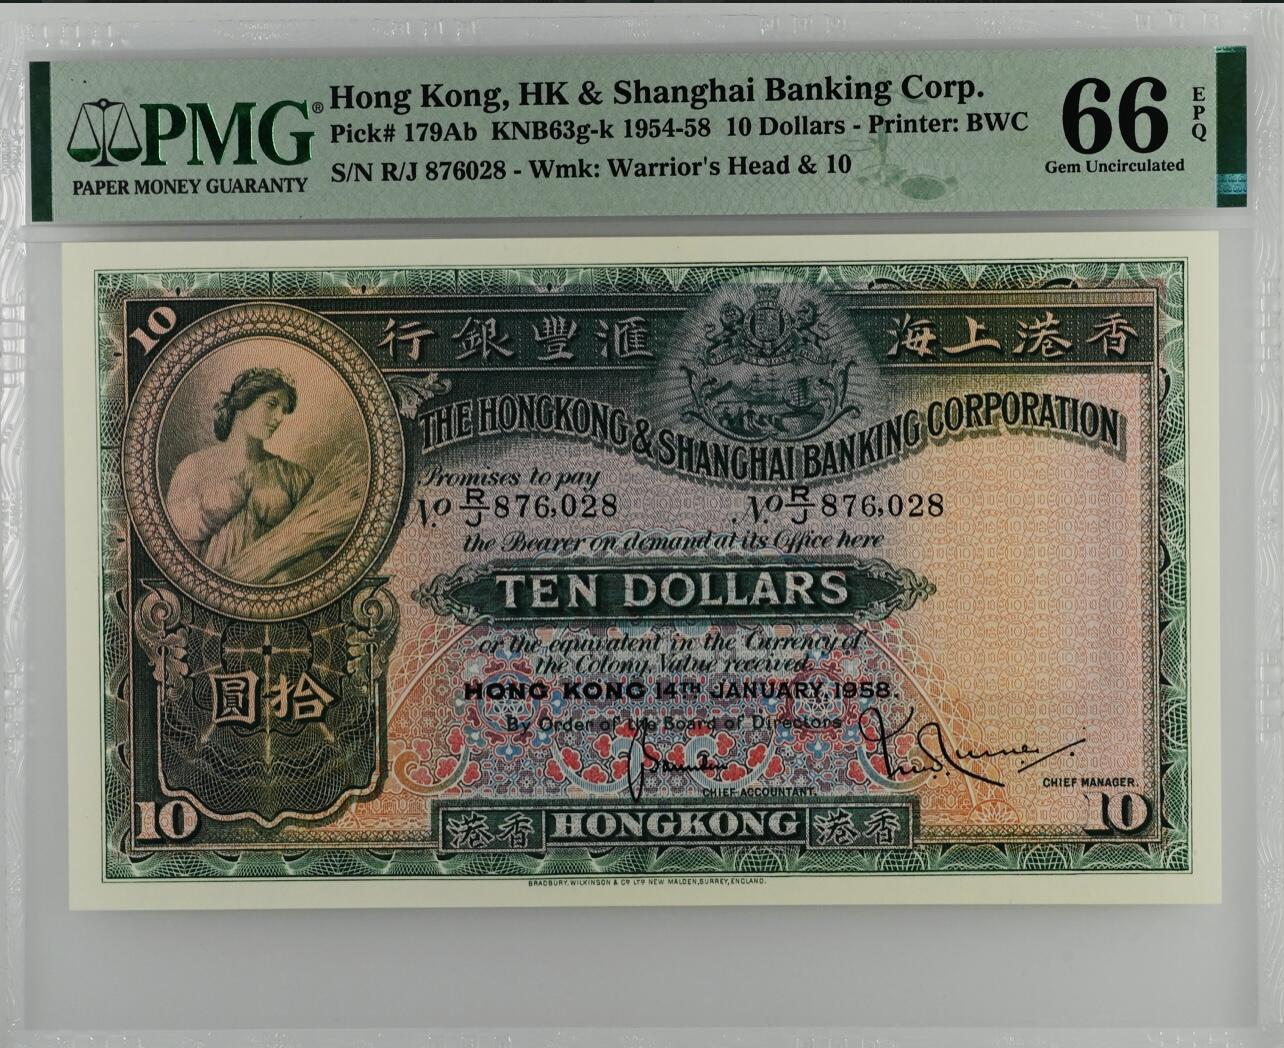 PMG®
PAPER MONEY GUARANTY
Hong Kong, HK & Shanghai Banking Corp.
Pick# 179Ab KNB63g-k 1954-58 10 Dollars - Printer: BWC
S/N R/J 876028 - Wmk: Warrior's Head & 10
66 EPQ
Gem Uncirculated
10
行銀豐滙 海上港香
THE HONGKONG & SHANGHAI BANKING CORPORATION
Promises to pay
No R/J 876,028 No R/J 876,028
the Bearer on demand at its Office here
TEN DOLLARS
or the equivalent in the Currency of
the Colony, Value received.
圓拾
HONG KONG 14TH JANUARY, 1958.
By Order of the Board of Directors
CHIEF ACCOUNTANT.
CHIEF MANAGER.
10 港香 HONGKONG 港香 10
BRADBURY, WILKINSON & Cº LTº NEW MALDEN, SURREY, ENGLAND.